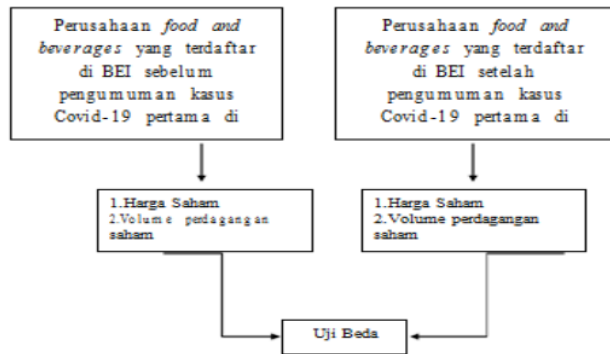 Perusahaan food and
beverages yang terdaftar
di BEI sebelum
pengumuman kasus
Covid-19 pertama di
Perusahaan food and
beverages yang terdaftar
di BEI setelah
pengumuman kasus
Covid-19 pertama di
1.Harga Saham
2.Volume perdagangan
saham
1.Harga Saham
2.Volume perdagangan
saham
Uji Beda